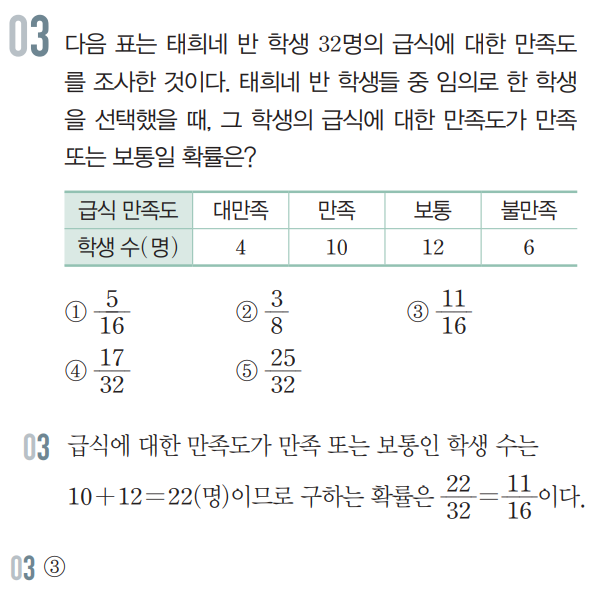 03 다음 표는 태희네 반 학생 32명의 급식에 대한 만족도
를 조사한 것이다. 태희네 반 학생들 중 임의로 한 학생
을 선택했을 때, 그 학생의 급식에 대한 만족도가 만족
또는 보통일 확률은?
급식 만족도 대만족 만족 보통 불만족
학생 수(명) 4 10 12 6
① 5/16 ② 3/8 ③ 11/16
④ 17/32 ⑤ 25/32
03 급식에 대한 만족도가 만족 또는 보통인 학생 수는
10+12=22(명)이므로 구하는 확률은 22/32=11/16이다.
03 ③